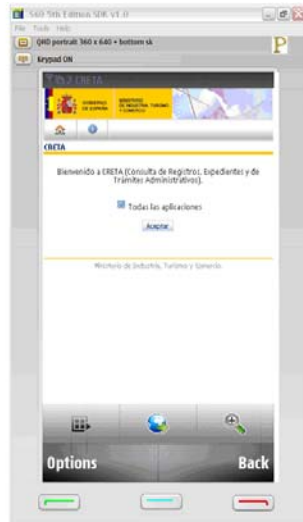 S60 5th Edition SDK v1.0
File Tools Help
QHD portrait 360 x 640 + bottom sk
P
Keypad ON
CRETA
GOBIERNO DE ESPAÑA
MINISTERIO DE INDUSTRIA, TURISMO Y COMERCIO
CRETA
Bienvenido a CRETA (Consulta de Registros, Expedientes y de
Trámites Administrativos).
Todas las aplicaciones
Aceptar
Ministerio de Industria, Turismo y Comercio
Options
Back